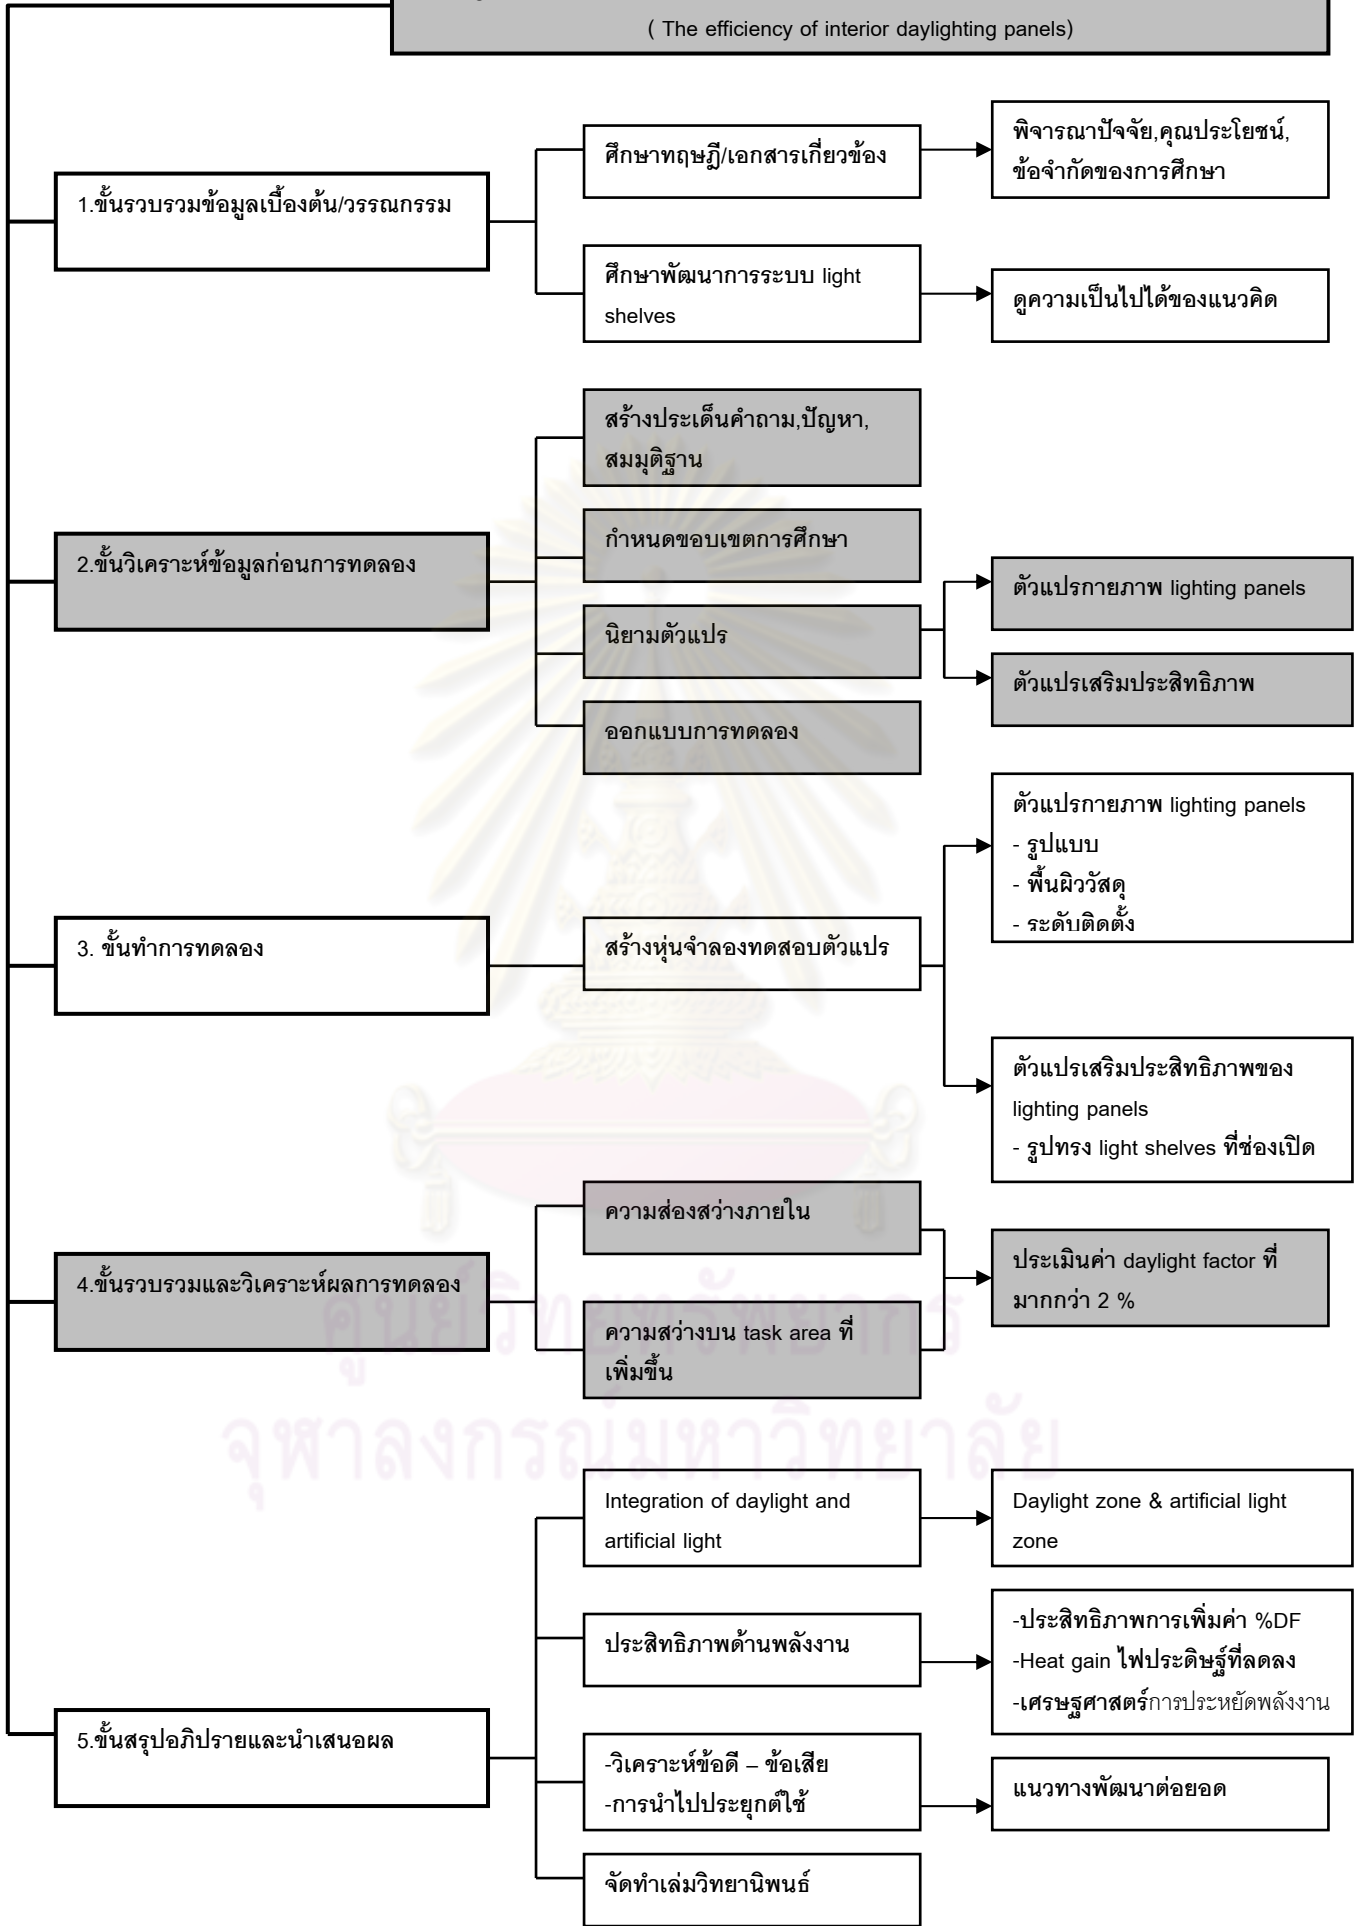 ( The efficiency of interior daylighting panels)
1.ขั้นรวบรวมข้อมูลเบื้องต้น/วรรณกรรม
ศึกษาทฤษฎี/เอกสารเกี่ยวข้อง
พิจารณาปัจจัย,คุณประโยชน์,
ข้อจำกัดของการศึกษา
ศึกษาพัฒนาการระบบ light
shelves
ดูความเป็นไปได้ของแนวคิด
2.ขั้นวิเคราะห์ข้อมูลก่อนการทดลอง
สร้างประเด็นคำถาม,ปัญหา,
สมมุติฐาน
กำหนดขอบเขตการศึกษา
นิยามตัวแปร
ออกแบบการทดลอง
ตัวแปรกายภาพ lighting panels
ตัวแปรเสริมประสิทธิภาพ
3. ขั้นทำการทดลอง
สร้างหุ่นจำลองทดสอบตัวแปร
ตัวแปรกายภาพ lighting panels
- รูปแบบ
- พื้นผิววัสดุ
- ระดับติดตั้ง
ตัวแปรเสริมประสิทธิภาพของ
lighting panels
- รูปทรง light shelves ที่ช่องเปิด
4.ขั้นรวบรวมและวิเคราะห์ผลการทดลอง
ความส่องสว่างภายใน
ความสว่างบน task area ที่
เพิ่มขึ้น
ประเมินค่า daylight factor ที่
มากกว่า 2 %
ศูนย์วิทยทรัพยากร
จุฬาลงกรณ์มหาวิทยาลัย
5.ขั้นสรุปอภิปรายและนำเสนอผล
Integration of daylight and
artificial light
Daylight zone & artificial light
zone
ประสิทธิภาพด้านพลังงาน
-ประสิทธิภาพการเพิ่มค่า %DF
-Heat gain ไฟประดิษฐ์ที่ลดลง
-เศรษฐศาสตร์การประหยัดพลังงาน
-วิเคราะห์ข้อดี – ข้อเสีย
-การนำไปประยุกต์ใช้
แนวทางพัฒนาต่อยอด
จัดทำเล่มวิทยานิพนธ์